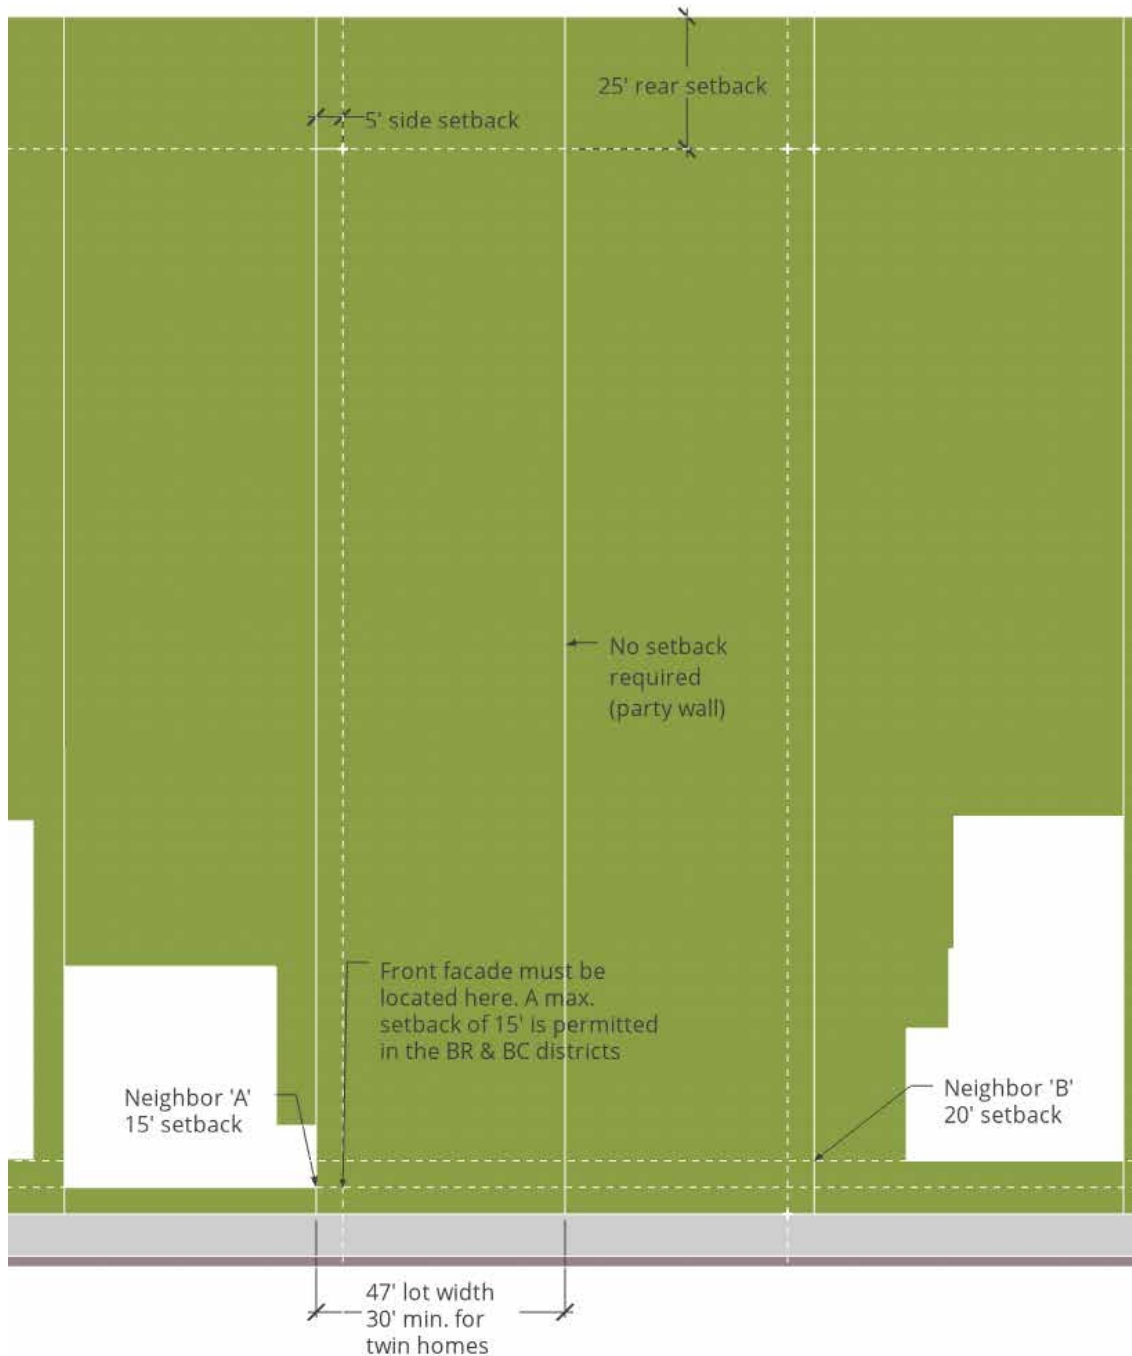 25' rear setback
5' side setback
No setback
required
(party wall)
Front facade must be
located here. A max.
setback of 15' is permitted
in the BR & BC districts
Neighbor 'A'
15' setback
Neighbor 'B'
20' setback
47' lot width
30' min. for
twin homes